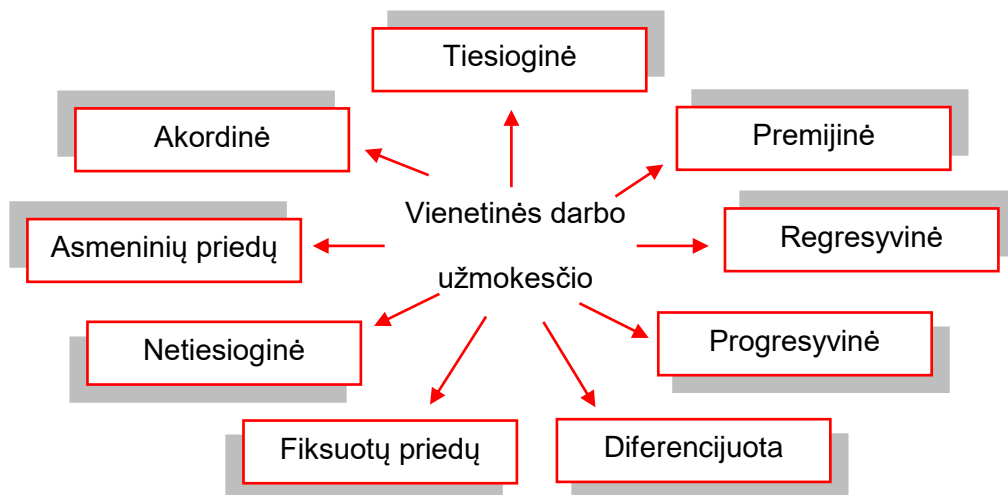 Tiesioginė
Akordinė
Premijinė
Vienetinės darbo
užmokesčio
Asmeninių priedų
Regresyvinė
Netiesioginė
Progresyvinė
Fiksuotų priedų
Diferencijuota